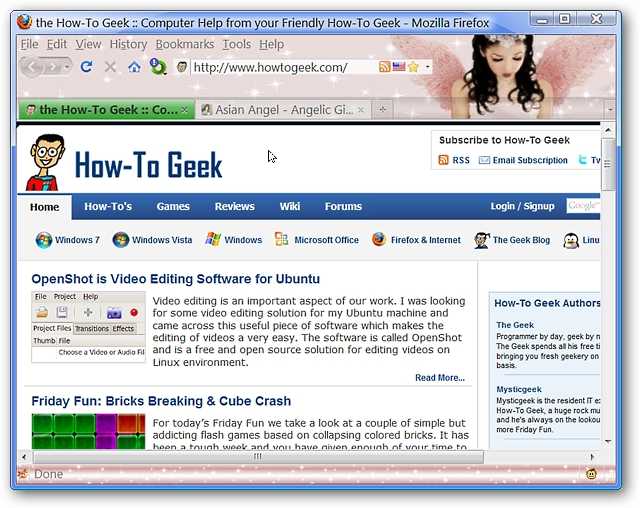 the How-To Geek :: Computer Help from your Friendly How-To Geek - Mozilla Firefox
File Edit View History Bookmarks Tools Help
http://www.howtogeek.com/
the How-To Geek :: Co...
Asian Angel - Angelic Gi...
Subscribe to How-To Geek
RSS Email Subscription Tw
How-To Geek
Home How-To's Games Reviews Wiki Forums Login / Signup Google
Windows 7 Windows Vista Windows Microsoft Office Firefox & Internet The Geek Blog Linu
OpenShot is Video Editing Software for Ubuntu
File Project Help
Project Files Transitions Effects
Thumb File
Choose a Video or Audio Fil
Video editing is an important aspect of our work. I was looking
for some video editing solution for my Ubuntu machine and
came across this useful piece of software which makes the
editing of videos a very easy. The software is called OpenShot
and is a free and open source solution for editing videos on
Linux environment.
Read More...
Friday Fun: Bricks Breaking & Cube Crash
For today's Friday Fun we take a look at a couple of simple but
addicting flash games based on collapsing colored bricks. It has
been a tough week and you have given enough of your time to
How-To Geek Authors
The Geek
Programmer by day, geek by n
The Geek spends all his free ti
bringing you fresh geekery on
basis.
Mysticgeek
Mysticgeek is the resident IT ex
How-To Geek, a huge rock mu
and he's always on the lookou
more Friday Fun.
Done